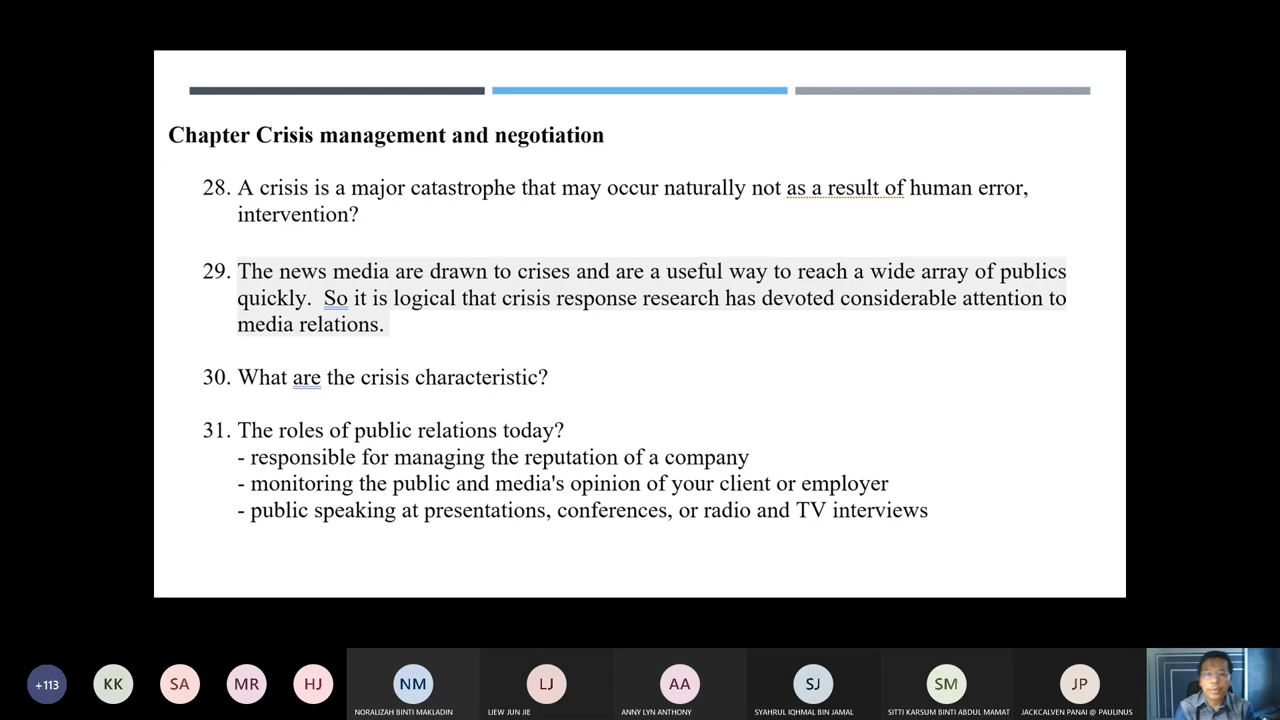 Chapter Crisis management and negotiation
28. A crisis is a major catastrophe that may occur naturally not as a result of human error,
intervention?
29. The news media are drawn to crises and are a useful way to reach a wide array of publics
quickly.  So it is logical that crisis response research has devoted considerable attention to
media relations.
30. What are the crisis characteristic?
31. The roles of public relations today?
- responsible for managing the reputation of a company
- monitoring the public and media's opinion of your client or employer
- public speaking at presentations, conferences, or radio and TV interviews
+113 KK SA MR HJ NM LJ AA SJ SM JP
NORALIZAH BINTI MAKLADIN LIEW JUN JIE ANNY LYN ANTHONY SYAHRUL IQHMAL BIN JAMAL SITTI KARSUM BINTI ABDUL MAMAT JACKCALVEN PANAI @ PAULINUS